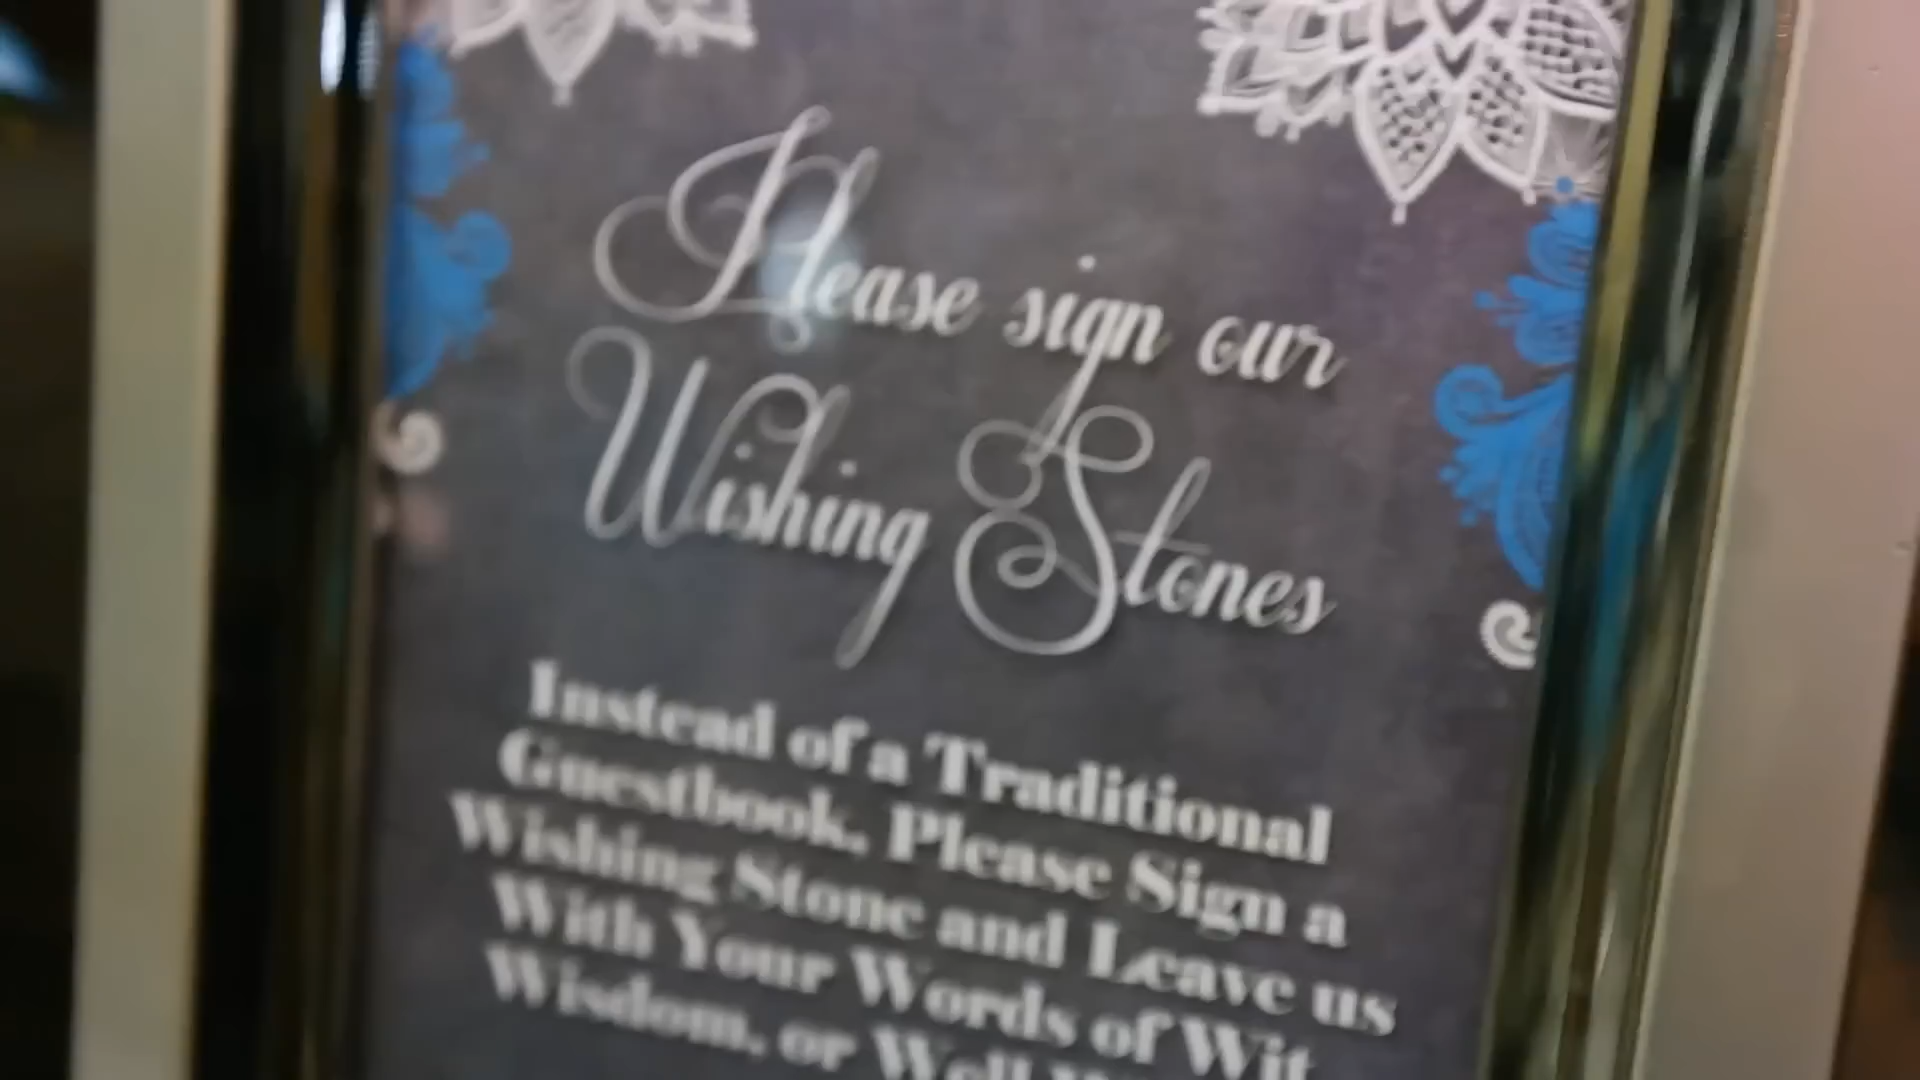 Please sign our
Wishing Stones
Instead of a Traditional
Guestbook, Please Sign a
Wishing Stone and Leave us
With Your Words of Wit
Wisdom, or Well